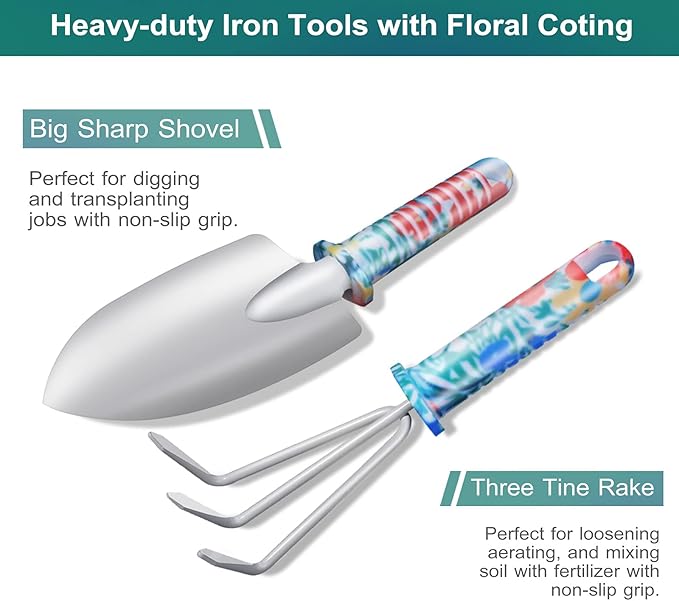 Heavy-duty Iron Tools with Floral Coting
Big Sharp Shovel
Perfect for digging
and transplanting
jobs with non-slip grip.
Three Tine Rake
Perfect for loosening
aerating, and mixing
soil with fertilizer with
non-slip grip.